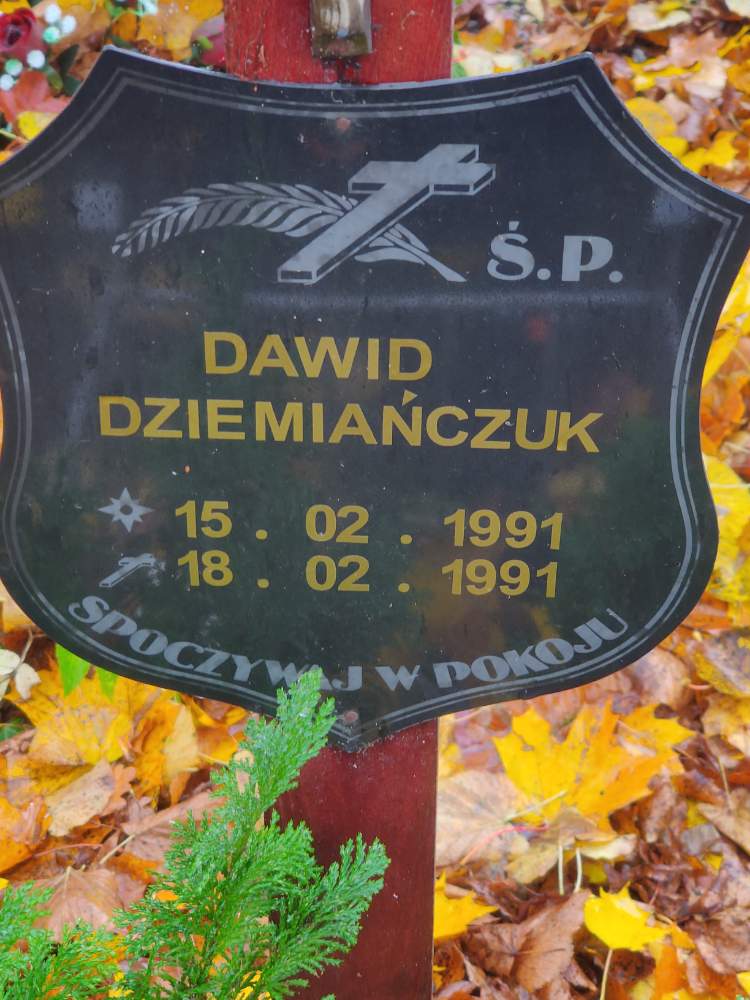 Ś.P.
DAWID
DZIEMIAŃCZUK
15 . 02 . 1991
18 . 02 . 1991
SPOCZYWAJ W POKOJU